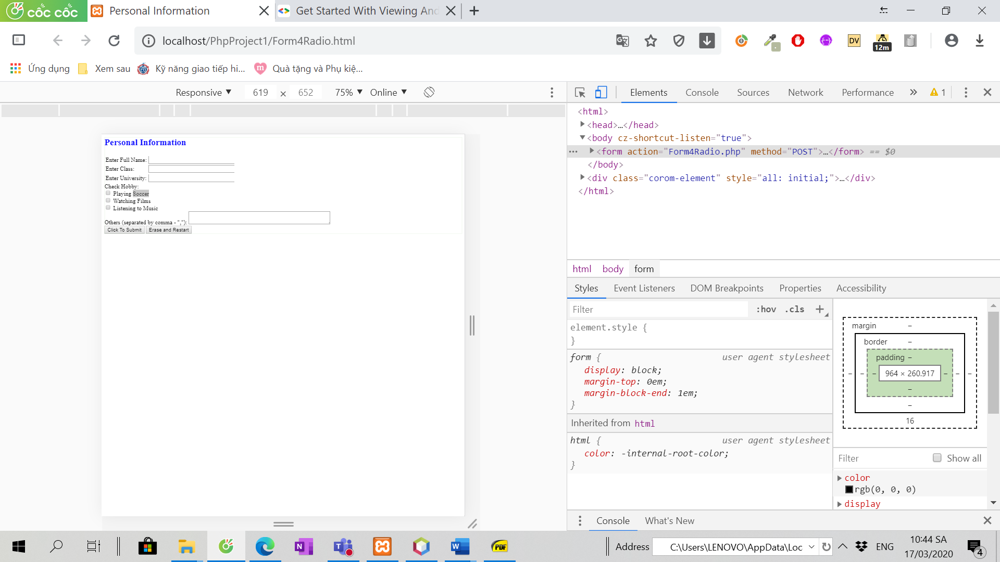 cốc cốc
Personal Information
Get Started With Viewing And
localhost/PhpProject1/Form4Radio.html
DV
12m
Ứng dụng
Xem sau
Kỹ năng giao tiếp hi...
m
Quà tặng và Phụ kiệ...
Responsive
619 × 652
75%
Online
Elements
Console
Sources
Network
Performance
»
1
Personal Information
Enter Full Name:
Enter Class:
Enter University:
Check Hobby:
Playing Soccer
Watching Films
Listening to Music
Others (separated by comma - ","):
Click To Submit
Erase and Restart
<html>
<head>…</head>
<body cz-shortcut-listen="true">
<form action="Form4Radio.php" method="POST">…</form> == $0
</body>
<div class="corom-element" style="all: initial;">…</div>
</html>
html body form
Styles
Event Listeners
DOM Breakpoints
Properties
Accessibility
Filter
:hov .cls +
element.style {
}
form {
user agent stylesheet
display: block;
margin-top: 0em;
margin-block-end: 1em;
}
Inherited from html
html {
user agent stylesheet
color: -internal-root-color;
}
margin –
border –
padding –
– – – 964 × 260.917 – – –
–
–
16
Filter
Show all
color
rgb(0, 0, 0)
display
Console
What's New
N
T
W
PDF
Address
C:\Users\LENOVO\AppData\Loc
ENG
10:44 SA
17/03/2020
4